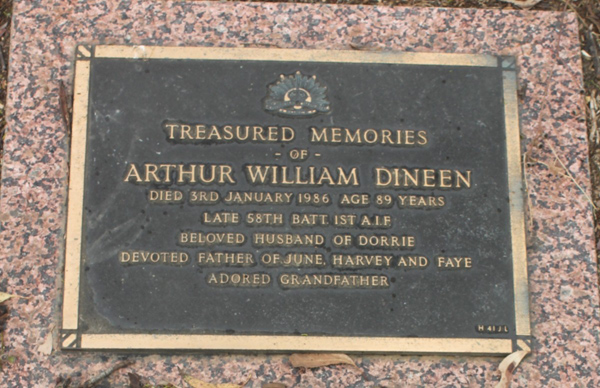 TREASURED MEMORIES
- OF -
ARTHUR WILLIAM DINEEN
DIED 3RD JANUARY 1986 AGE 89 YEARS
LATE 58TH BATT. 1ST A.I.F.
BELOVED HUSBAND OF DORRIE
DEVOTED FATHER OF JUNE, HARVEY AND FAYE
ADORED GRANDFATHER
H 41 J L